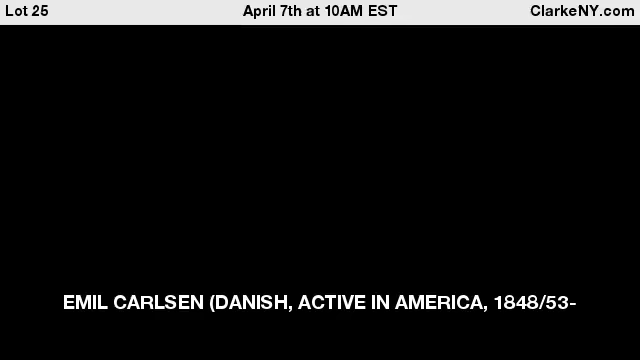 Lot 25 April 7th at 10AM EST ClarkeNY.com
EMIL CARLSEN (DANISH, ACTIVE IN AMERICA, 1848/53-